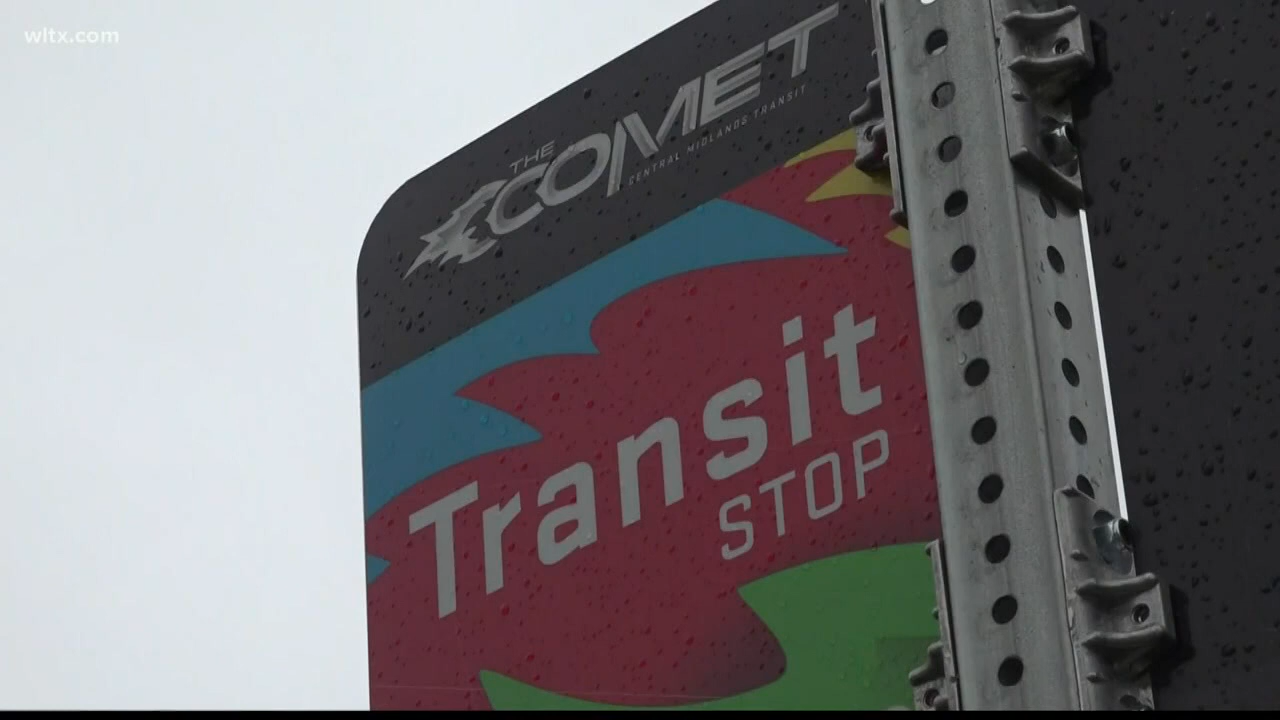 wltx.com
THE
COMET
CENTRAL MIDLANDS TRANSIT
Transit
STOP